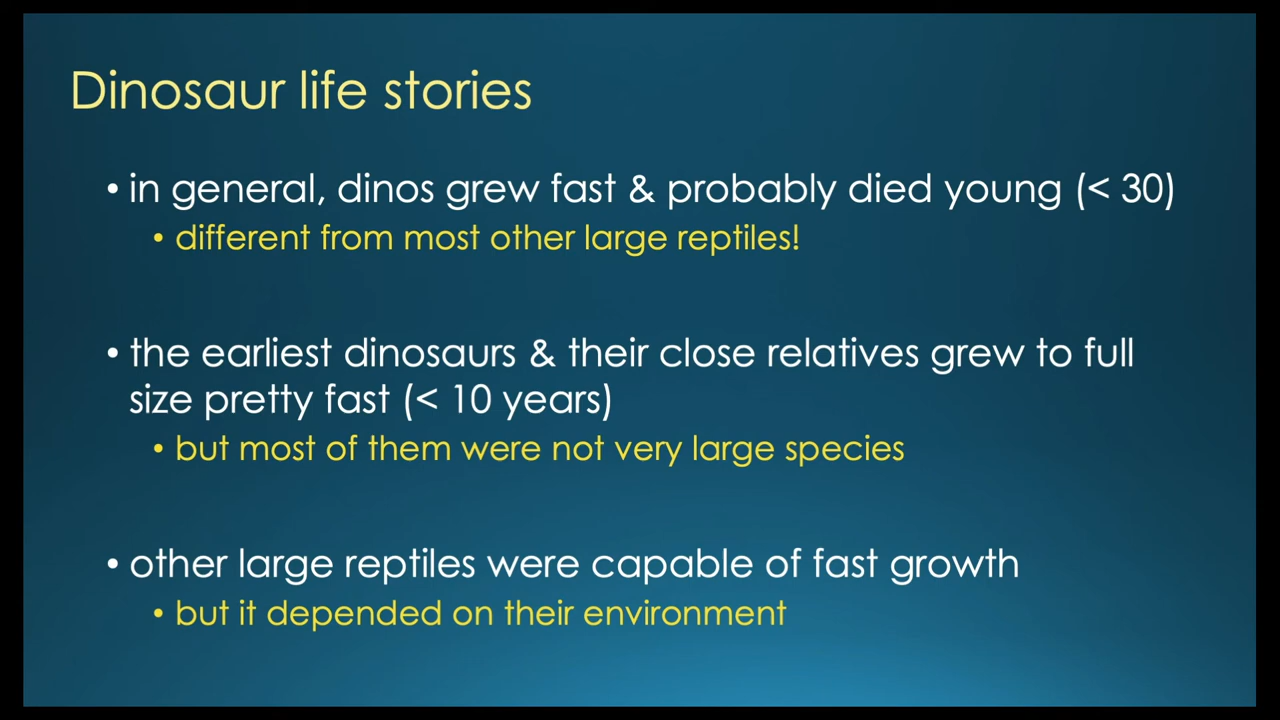 Dinosaur life stories
• in general, dinos grew fast & probably died young (< 30)
• different from most other large reptiles!
• the earliest dinosaurs & their close relatives grew to full
size pretty fast (< 10 years)
• but most of them were not very large species
• other large reptiles were capable of fast growth
• but it depended on their environment